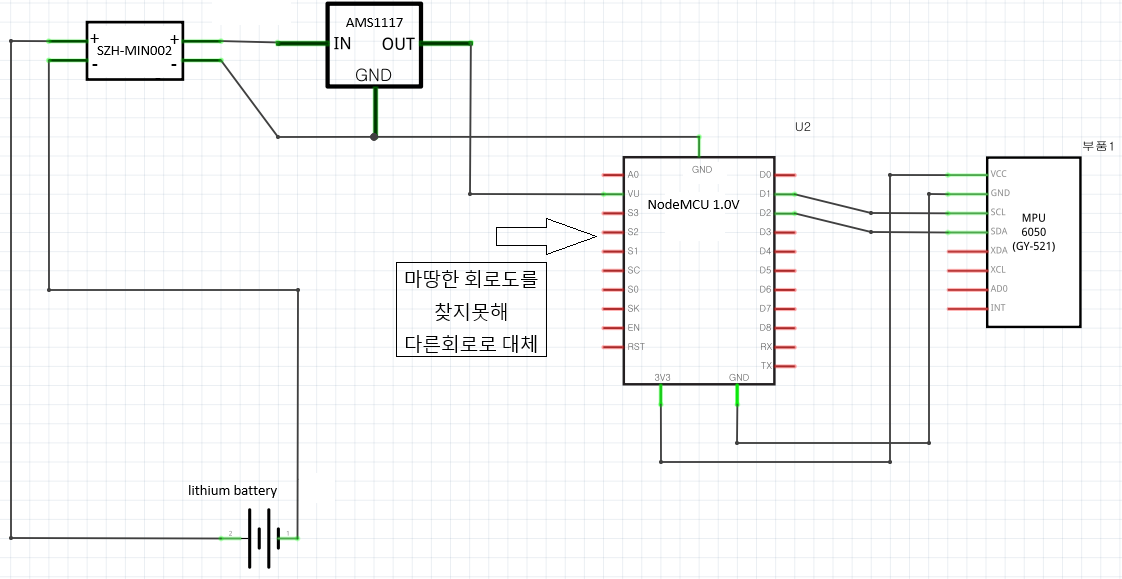 AMS1117
+ +
SZH-MIN002
- -
IN OUT
GND
U2
부품1
GND
A0 D0
VU D1
NodeMCU 1.0V
S3 D2
S2 D3
S1 D4
SC D5
S0 D6
SK D7
EN D8
RST RX
TX
3V3 GND
VCC
GND
SCL
SDA
XDA
XCL
AD0
INT
MPU
6050
(GY-521)
마땅한 회로도를
찾지못해
다른회로로 대체
lithium battery
2 1